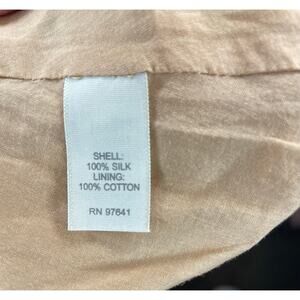 SHELL:
100% SILK
LINING:
100% COTTON
RN 97641